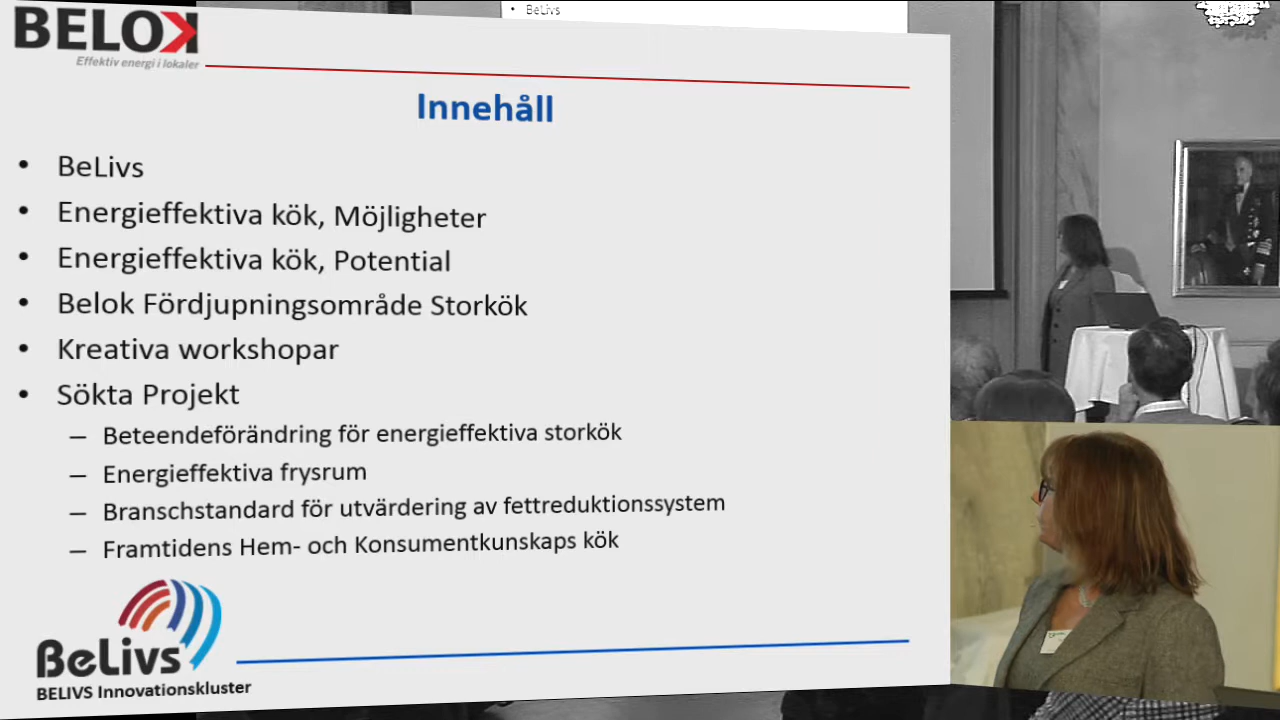 • BeLivs
BELOK
Effektiv energi i lokaler
Innehåll
• BeLivs
• Energieffektiva kök, Möjligheter
• Energieffektiva kök, Potential
• Belok Fördjupningsområde Storkök
• Kreativa workshopar
• Sökta Projekt
– Beteendeförändring för energieffektiva storkök
– Energieffektiva frysrum
– Branschstandard för utvärdering av fettreduktionssystem
– Framtidens Hem- och Konsumentkunskaps kök
BeLivs
BELIVS Innovationskluster